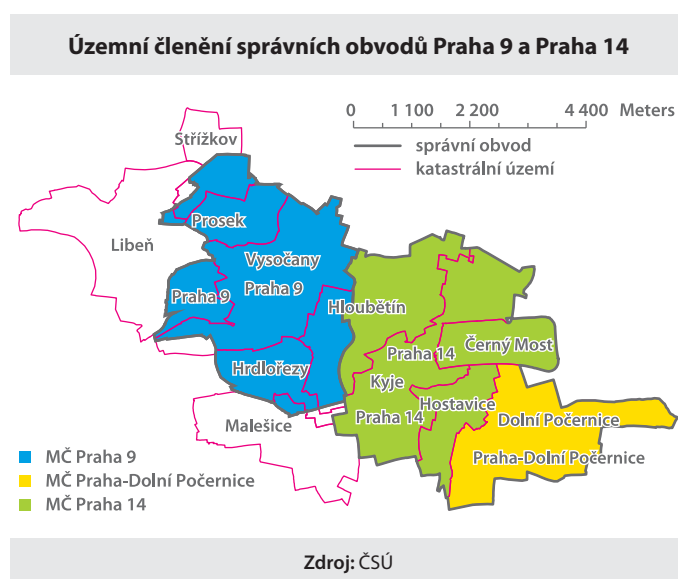 Územní členění správních obvodů Praha 9 a Praha 14
0 1 100 2 200 4 400 Meters
správní obvod
katastrální území
Střížkov
Prosek
Libeň
Vysočany
Praha 9
Praha 9
Hloubětín
Hrdlořezy
Praha 14
Černý Most
Kyje
Hostavice
Praha 14
Malešice
Dolní Počernice
Praha-Dolní Počernice
MČ Praha 9
MČ Praha-Dolní Počernice
MČ Praha 14
Zdroj: ČSÚ